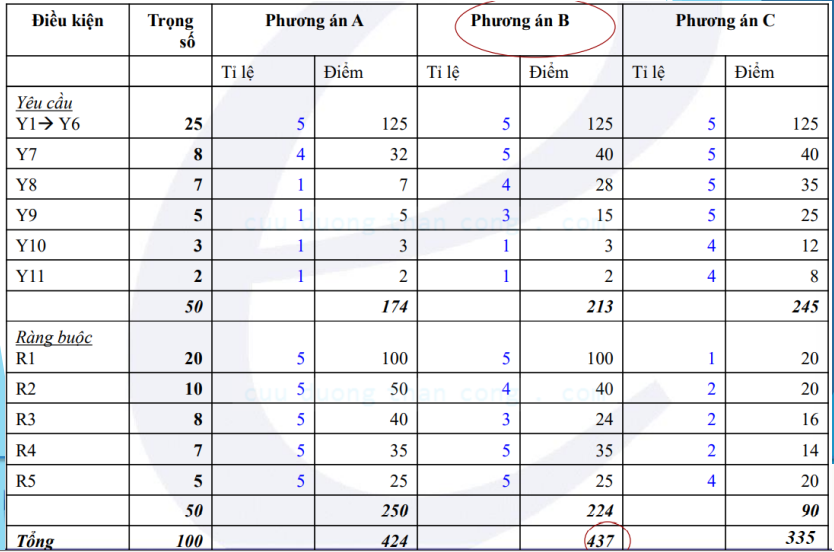 Điều kiện Trọng số Phương án A Phương án B Phương án C
Tỉ lệ Điểm Tỉ lệ Điểm Tỉ lệ Điểm
Yêu cầu
Y1→ Y6 25 5 125 5 125 5 125
Y7 8 4 32 5 40 5 40
Y8 7 1 7 4 28 5 35
Y9 5 1 5 3 15 5 25
cuu duong than cong . com
Y10 3 1 3 1 3 4 12
Y11 2 1 2 1 2 4 8
50 174 213 245
Ràng buộc
R1 20 5 100 5 100 1 20
R2 10 5 50 4 40 2 20
cuu duong than cong . com
R3 8 5 40 3 24 2 16
R4 7 5 35 5 35 2 14
R5 5 5 25 5 25 4 20
50 250 224 90
Tổng 100 424 437 335